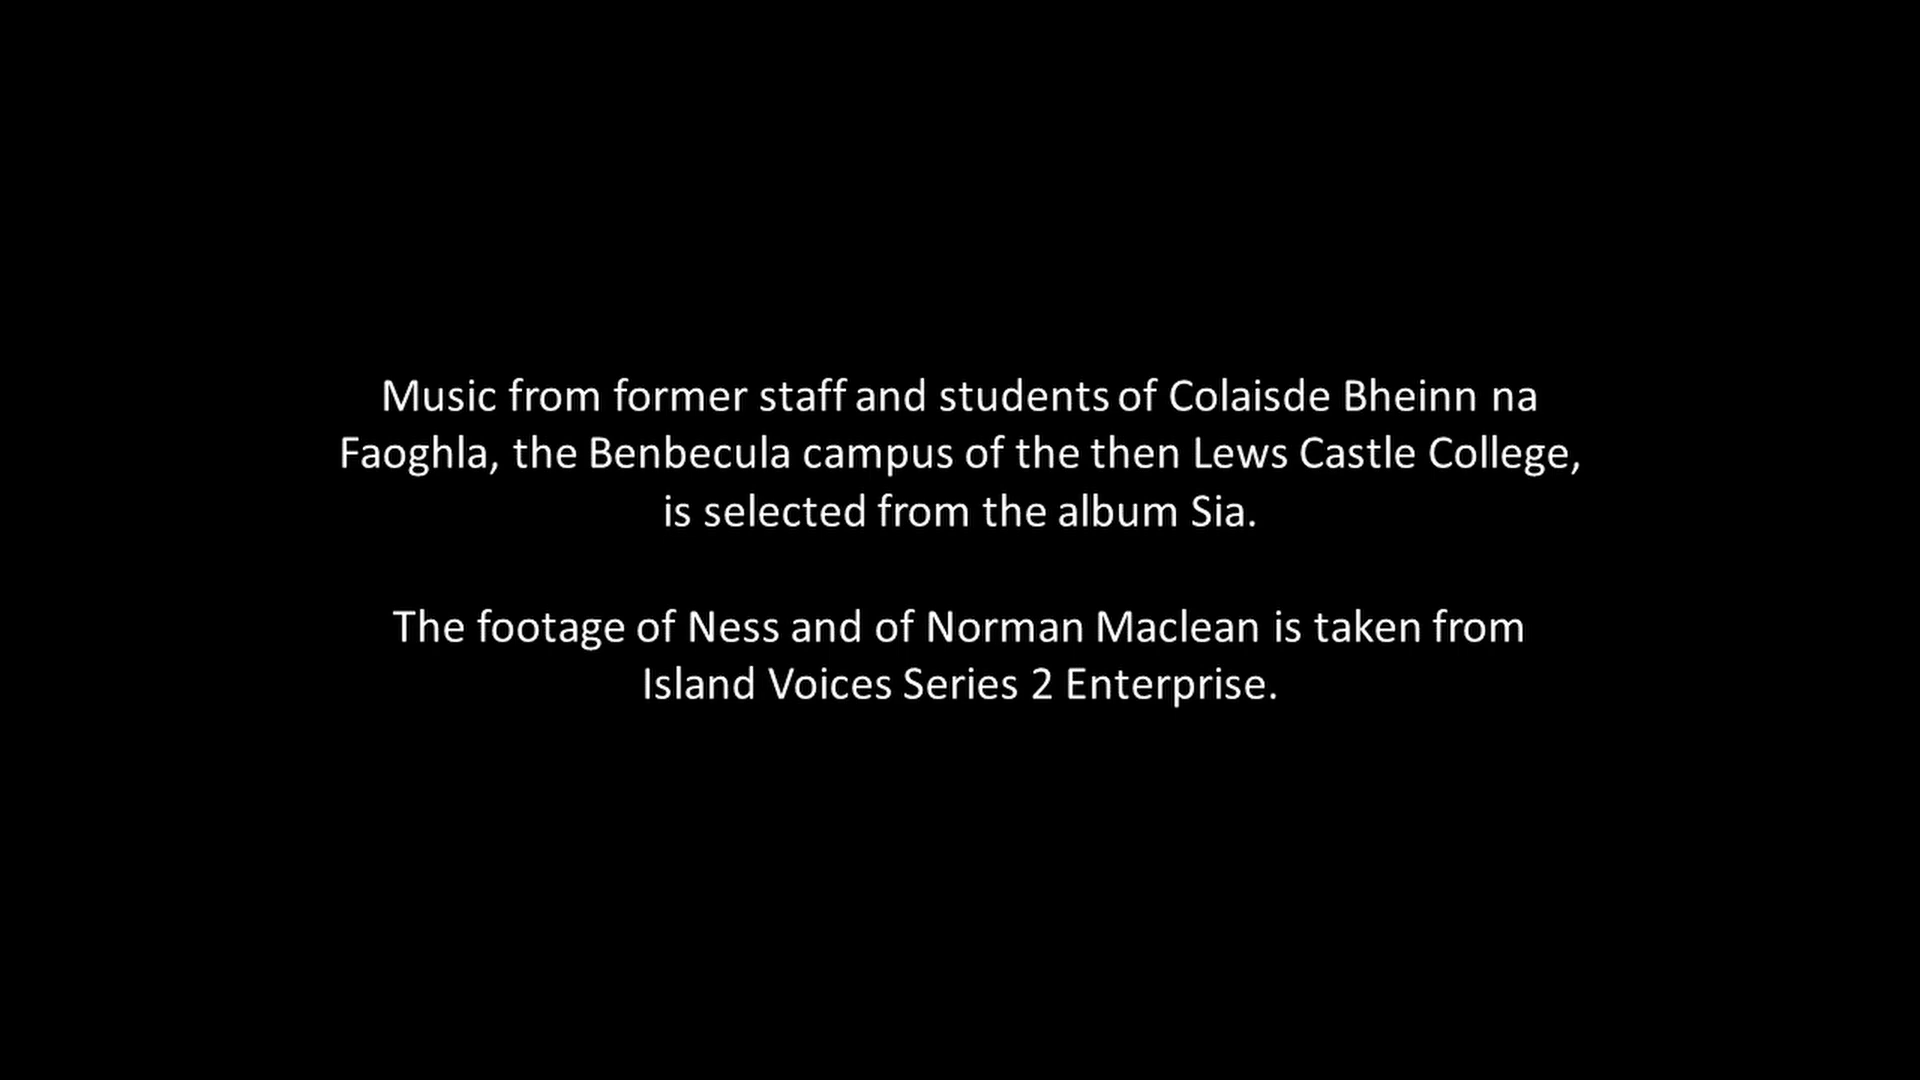 Music from former staff and students of Colaisde Bheinn na
Faoghla, the Benbecula campus of the then Lews Castle College,
is selected from the album Sia.
The footage of Ness and of Norman Maclean is taken from
Island Voices Series 2 Enterprise.